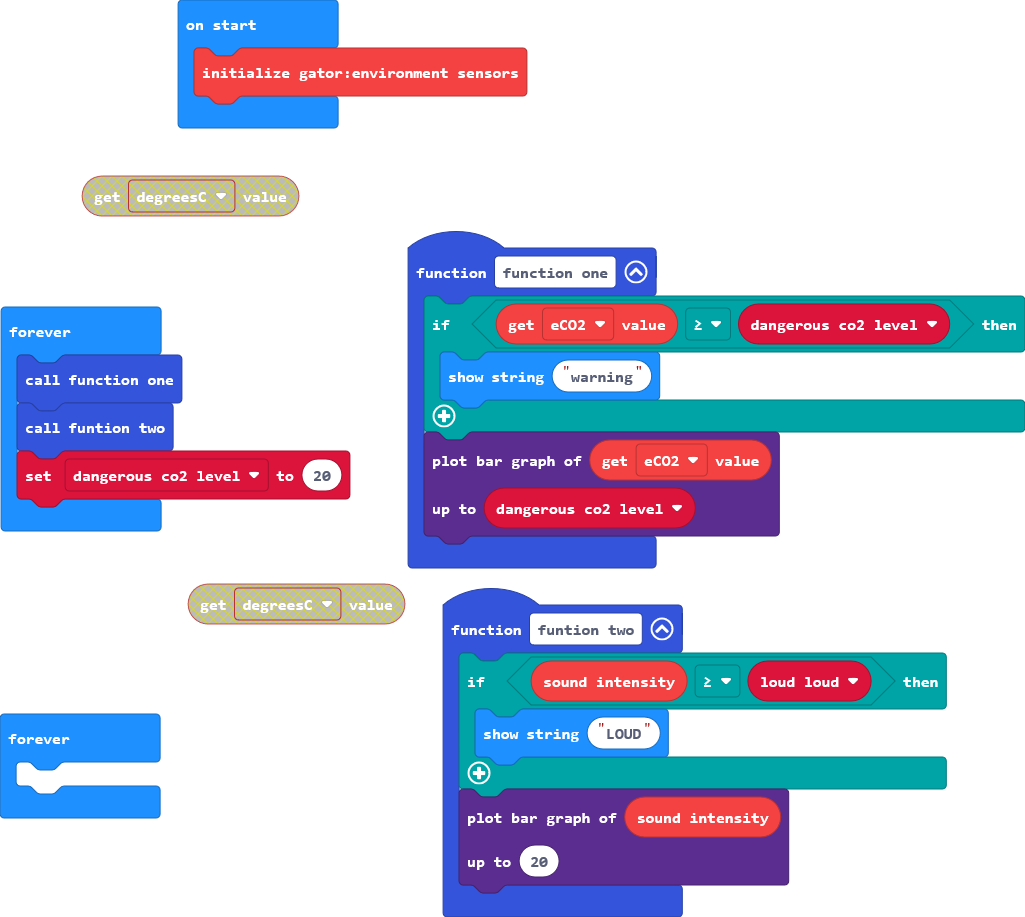 on start
initialize gator:environment sensors
get degreesC value
function function one
if get eCO2 value ≥ dangerous co2 level then
show string "warning"
plot bar graph of get eCO2 value
up to dangerous co2 level
forever
call function one
call funtion two
set dangerous co2 level to 20
get degreesC value
function funtion two
if sound intensity ≥ loud loud then
show string "LOUD"
plot bar graph of sound intensity
up to 20
forever